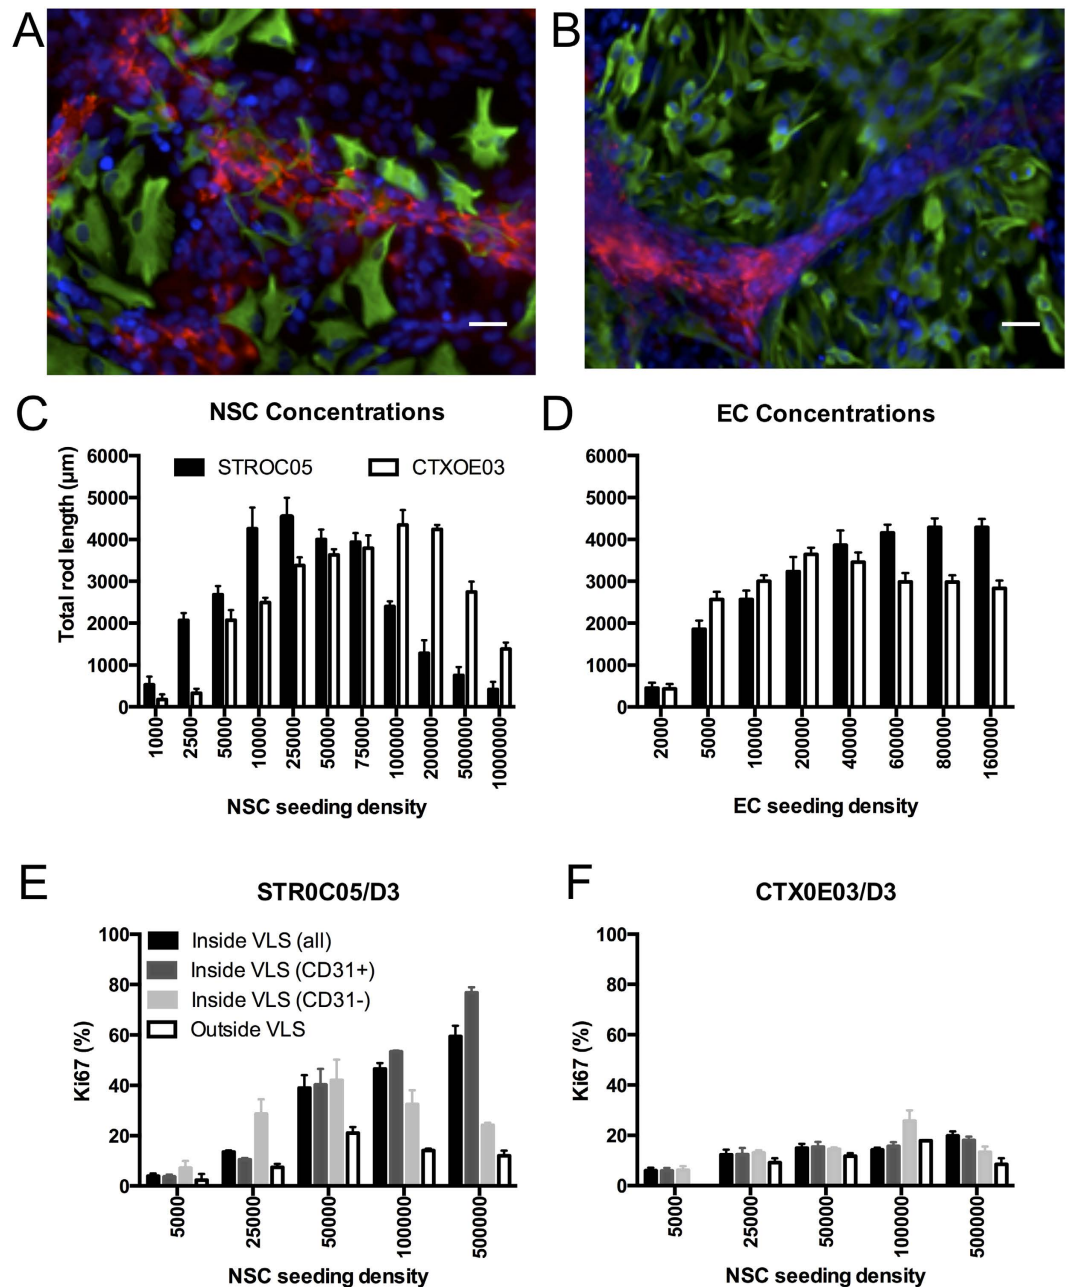 A
B
C
NSC Concentrations
Total rod length (μm)
6000
5000
4000
3000
2000
1000
0
STROC05
CTXOE03
1000
2500
5000
10000
25000
50000
75000
100000
200000
500000
1000000
NSC seeding density
D
EC Concentrations
6000
5000
4000
3000
2000
1000
0
2000
5000
10000
20000
40000
60000
80000
160000
EC seeding density
E
STR0C05/D3
Ki67 (%)
100
80
60
40
20
0
Inside VLS (all)
Inside VLS (CD31+)
Inside VLS (CD31-)
Outside VLS
5000
25000
50000
100000
500000
NSC seeding density
F
CTX0E03/D3
Ki67 (%)
100
80
60
40
20
0
5000
25000
50000
100000
500000
NSC seeding density